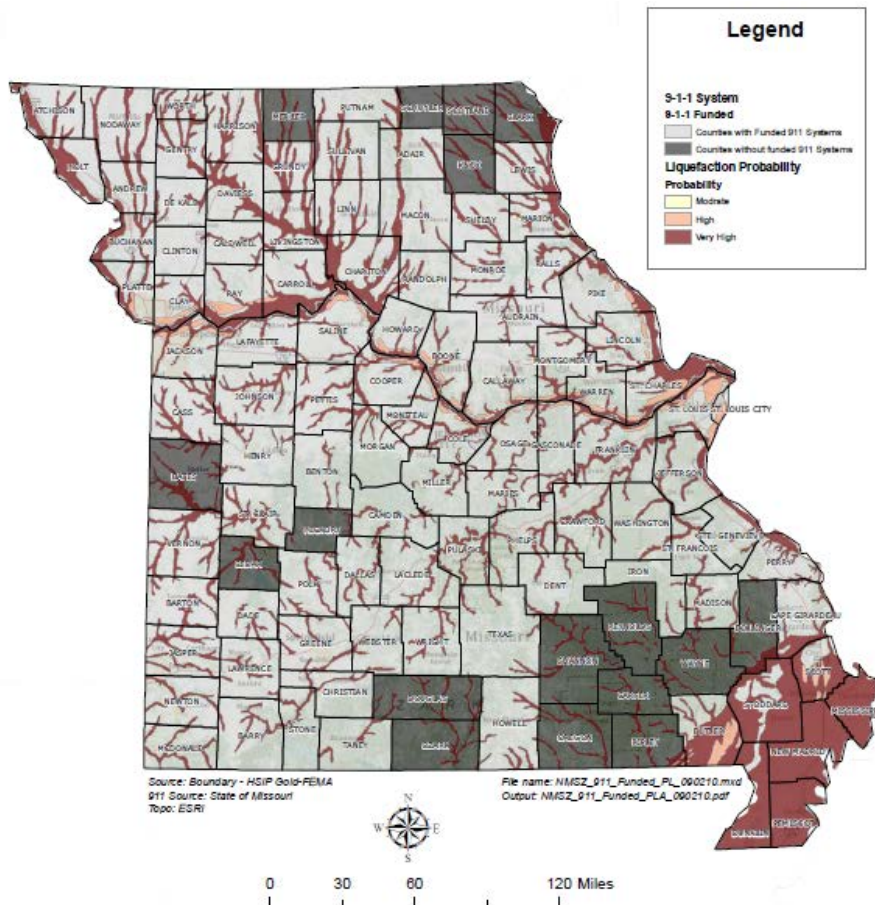 Legend
9-1-1 System
9-1-1 Funded
Counties with Funded 911 Systems
Counties without funded 911 Systems
Liquefaction Probability
Probability
Modrate
High
Very High
ATCHISON
NODAWAY
WORTH
HARRISON
MERCER
PUTNAM
SCHUYLER
SCOTLAND
CLARK
HOLT
GENTRY
SULLIVAN
ADAIR
KNOX
LEWIS
ANDREW
DE KALB
DAVIESS
GRUNDY
LINN
MACON
SHELBY
MARION
BUCHANAN
CLINTON
CALDWELL
LIVINGSTON
CHARITON
RANDOLPH
MONROE
RALLS
PLATTE
CLAY
RAY
CARROLL
PIKE
AUDRAIN
Missouri
JACKSON
LAFAYETTE
SALINE
HOWARD
BOONE
CALLAWAY
MONTGOMERY
LINCOLN
WARREN
ST. CHARLES
ST. LOUIS
ST. LOUIS CITY
CASS
JOHNSON
PETTIS
COOPER
MONITEAU
COLE
OSAGE
GASCONADE
FRANKLIN
JEFFERSON
BATES
HENRY
BENTON
MORGAN
MILLER
MARIES
VERNON
ST. CLAIR
HICKORY
CAMDEN
PULASKI
PHELPS
CRAWFORD
WASHINGTON
STE. GENEVIEVE
ST FRANCOIS
PERRY
CEDAR
POLK
DALLAS
LACLEDE
DENT
IRON
MADISON
BOLLINGER
CAPE GIRARDEAU
BARTON
DADE
GREENE
WEBSTER
WRIGHT
TEXAS
Missouri
SHANNON
REYNOLDS
WAYNE
JASPER
LAWRENCE
CHRISTIAN
DOUGLAS
CARTER
SCOTT
STODDARD
MISSISSIPPI
NEWTON
BARRY
STONE
TANEY
OZARK
HOWELL
OREGON
RIPLEY
BUTLER
NEW MADRID
MCDONALD
DUNKLIN
PEMISCOT
Source: Boundary - HSIP Gold-FEMA
911 Source: State of Missouri
Topo: ESRI
File name: NMSZ_911_Funded_PL_090210.mxd
Output: NMSZ_911_Funded_PLA_090210.pdf
N
W E
S
0 30 60 120 Miles